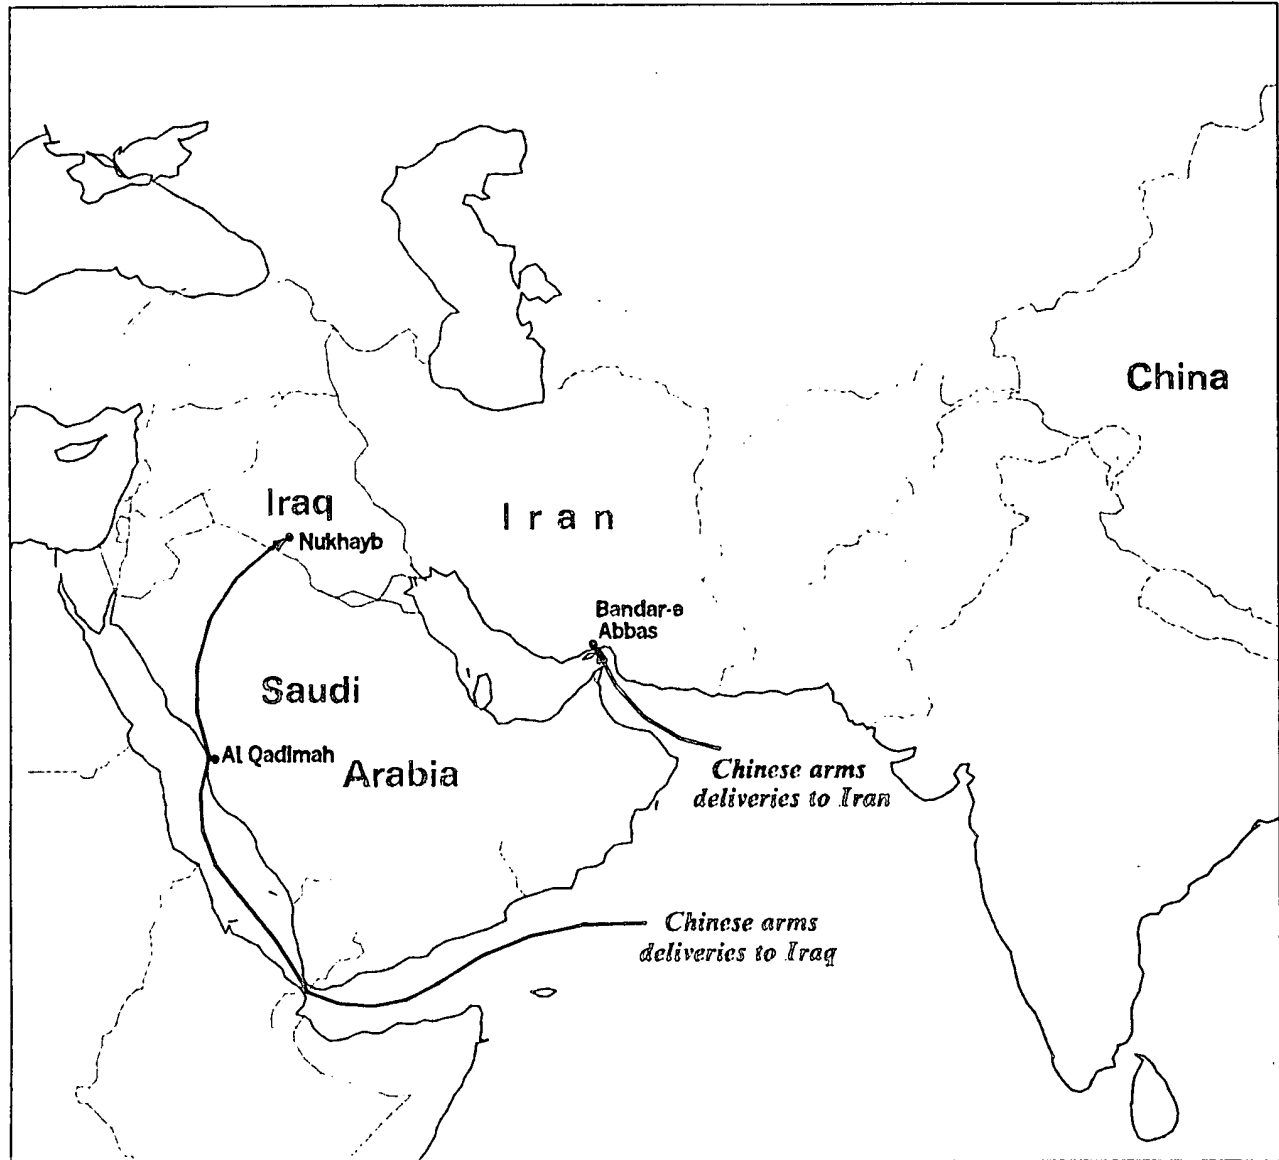 China
Iraq
Iran
Nukhayb
Bandar-e
Abbas
Saudi
Arabia
Al Qadimah
Chinese arms
deliveries to Iran
Chinese arms
deliveries to Iraq